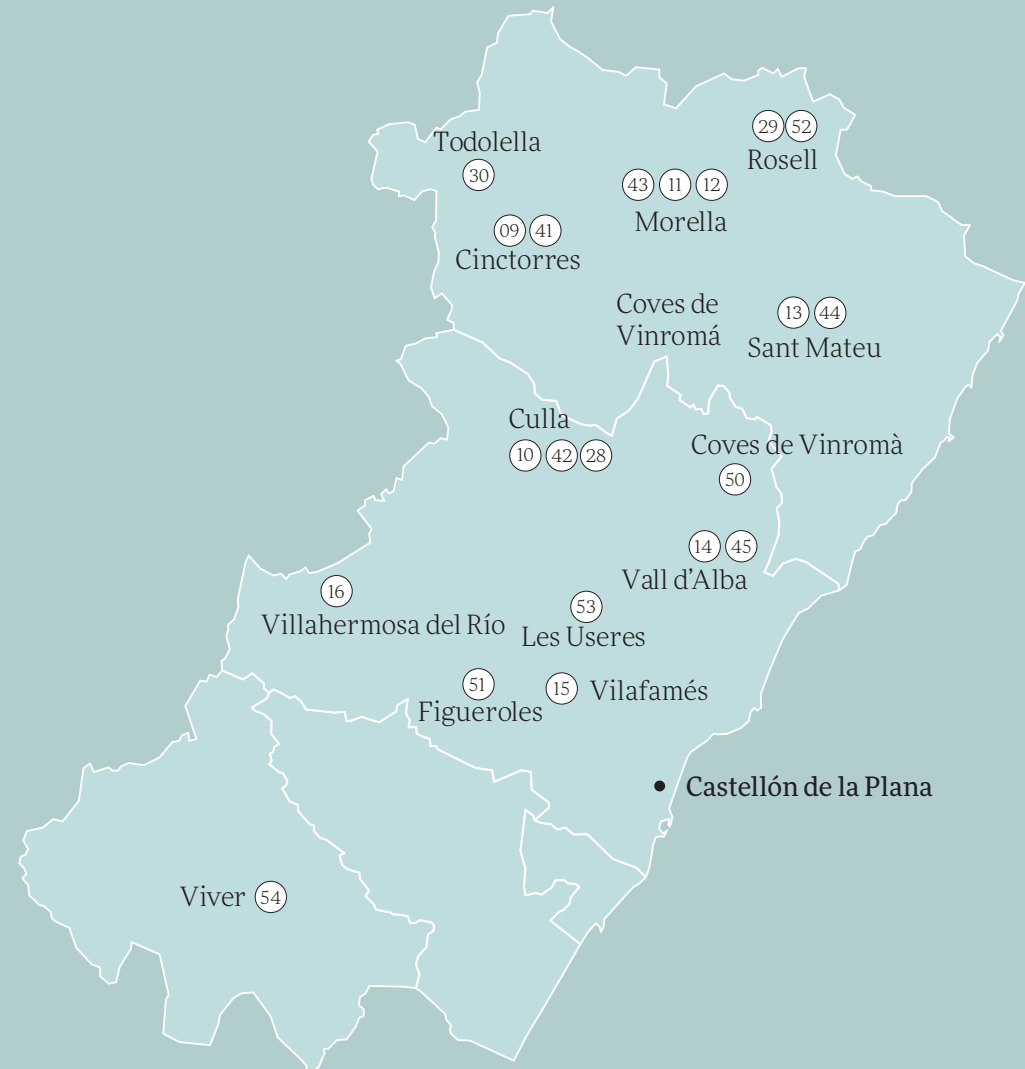 29 52
Rosell
Todolella
30
43 11 12
Morella
09 41
Cinctorres
Coves de
Vinromá
13 44
Sant Mateu
Culla
10 42 28
Coves de Vinromà
50
14 45
Vall d’Alba
16
Villahermosa del Río
53
Les Useres
51
Figueroles
15 Vilafamés
Castellón de la Plana
Viver 54